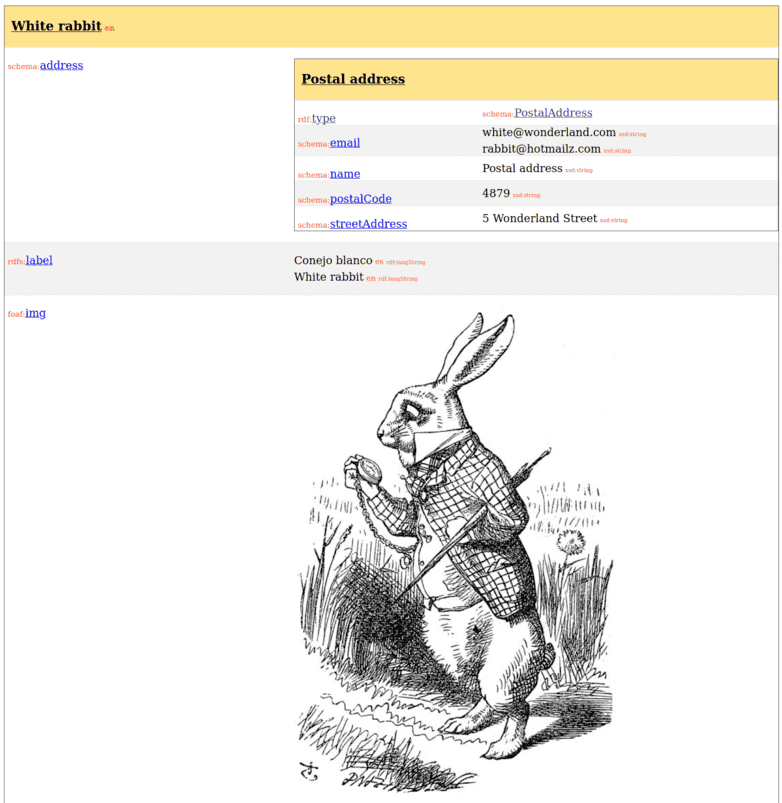 White rabbit en
schema:address
Postal address
rdf:type schema:PostalAddress
schema:email white@wonderland.com xsd:string
rabbit@hotmailz.com xsd:string
schema:name Postal address xsd:string
schema:postalCode 4879 xsd:string
schema:streetAddress 5 Wonderland Street xsd:string
rdfs:label Conejo blanco en rdf:langString
White rabbit en rdf:langString
foaf:img